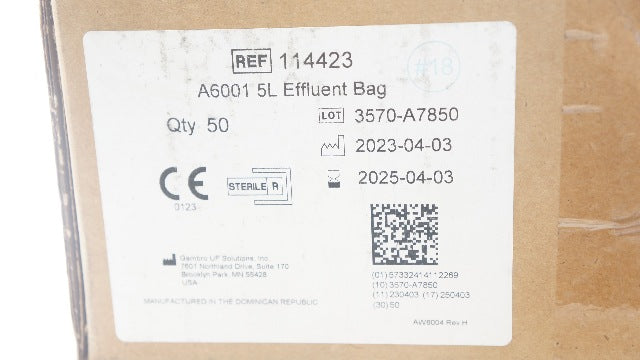 REF 114423
#18
A6001 5L Effluent Bag
Qty 50
LOT 3570-A7850
2023-04-03
2025-04-03
CE
0123
STERILE R
Gambro UF Solutions, Inc.
7601 Northland Drive, Suite 170
Brooklyn Park, MN 55428
USA
MANUFACTURED IN THE DOMINICAN REPUBLIC
(01) 57332414112269
(10) 3570-A7850
(11) 230403 (17) 250403
(30) 50
AW6004 Rev H